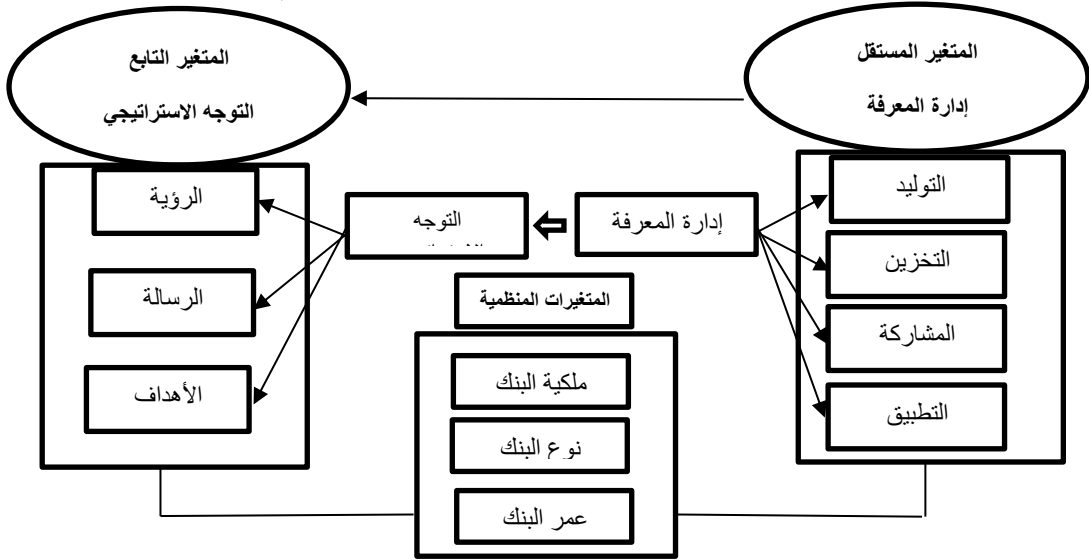 المتغير المستقل
إدارة المعرفة
المتغير التابع
التوجه الاستراتيجي
التوليد
التخزين
المشاركة
التطبيق
إدارة المعرفة
التوجه
الرؤية
الرسالة
الأهداف
المتغيرات المنظمية
ملكية البنك
نوع البنك
عمر البنك